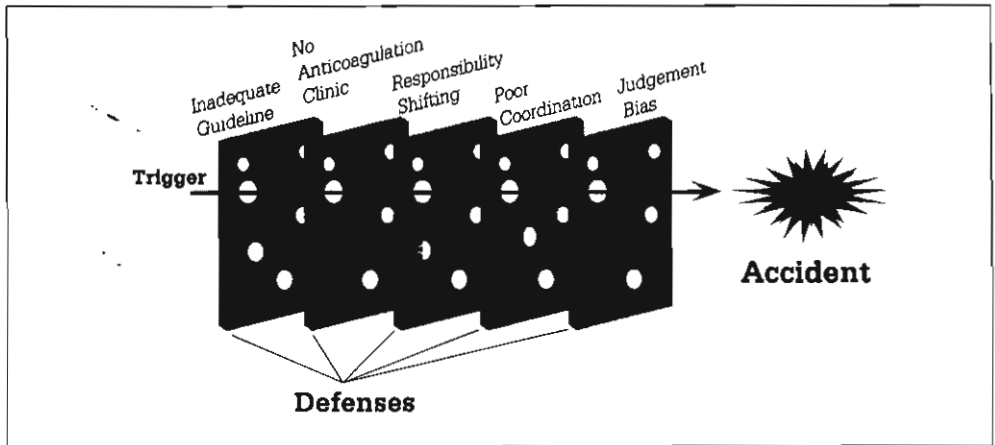 Inadequate
Guideline
No
Anticoagulation
Clinic
Responsibility
Shifting
Poor
Coordination
Judgement
Bias
Trigger
Accident
Defenses